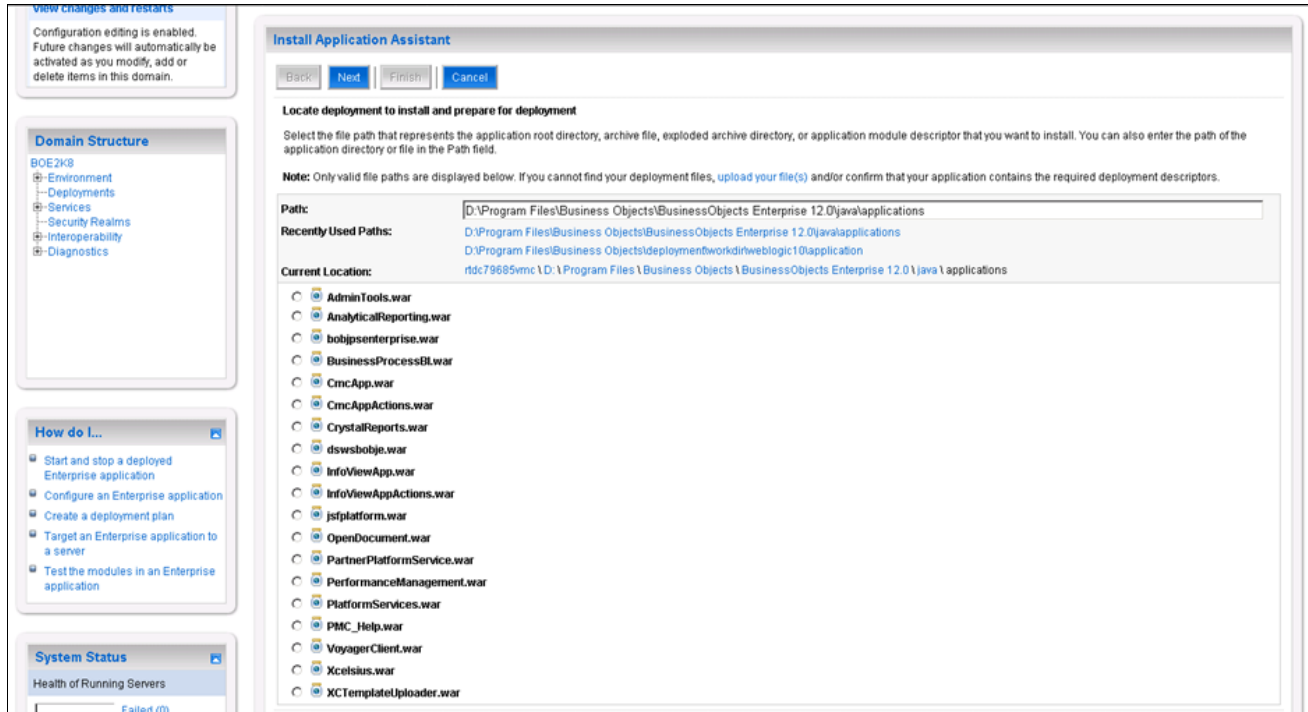 View changes and restarts
Configuration editing is enabled.
Future changes will automatically be
activated as you modify, add or
delete items in this domain.
Domain Structure
BOE2K8
Environment
Deployments
Services
Security Realms
Interoperability
Diagnostics
How do I...
Start and stop a deployed
Enterprise application
Configure an Enterprise application
Create a deployment plan
Target an Enterprise application to
a server
Test the modules in an Enterprise
application
System Status
Health of Running Servers
Failed (0)
Install Application Assistant
Back Next Finish Cancel
Locate deployment to install and prepare for deployment
Select the file path that represents the application root directory, archive file, exploded archive directory, or application module descriptor that you want to install. You can also enter the path of the
application directory or file in the Path field.
Note: Only valid file paths are displayed below. If you cannot find your deployment files, upload your file(s) and/or confirm that your application contains the required deployment descriptors.
Path: D:\Program Files\Business Objects\BusinessObjects Enterprise 12.0\java\applications
Recently Used Paths: D:\Program Files\Business Objects\BusinessObjects Enterprise 12.0\java\applications
D:\Program Files\Business Objects\deployment\workdir\weblogic10\application
Current Location: rtdc79685vmc \ D: \ Program Files \ Business Objects \ BusinessObjects Enterprise 12.0 \ java \ applications
AdminTools.war
AnalyticalReporting.war
bobjpsenterprise.war
BusinessProcessBI.war
CmcApp.war
CmcAppActions.war
CrystalReports.war
dswsbobje.war
InfoViewApp.war
InfoViewAppActions.war
jsfplatform.war
OpenDocument.war
PartnerPlatformService.war
PerformanceManagement.war
PlatformServices.war
PMC_Help.war
VoyagerClient.war
Xcelsius.war
XCTemplateUploader.war